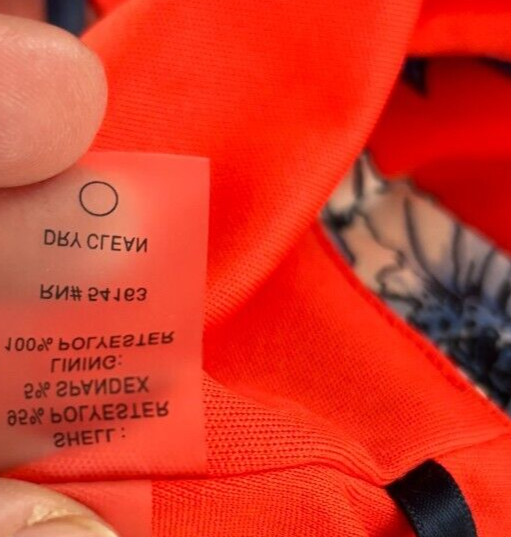 SHELL:
95% POLYESTER
5% SPANDEX
LINING:
100% POLYESTER
RN# 54163
DRY CLEAN